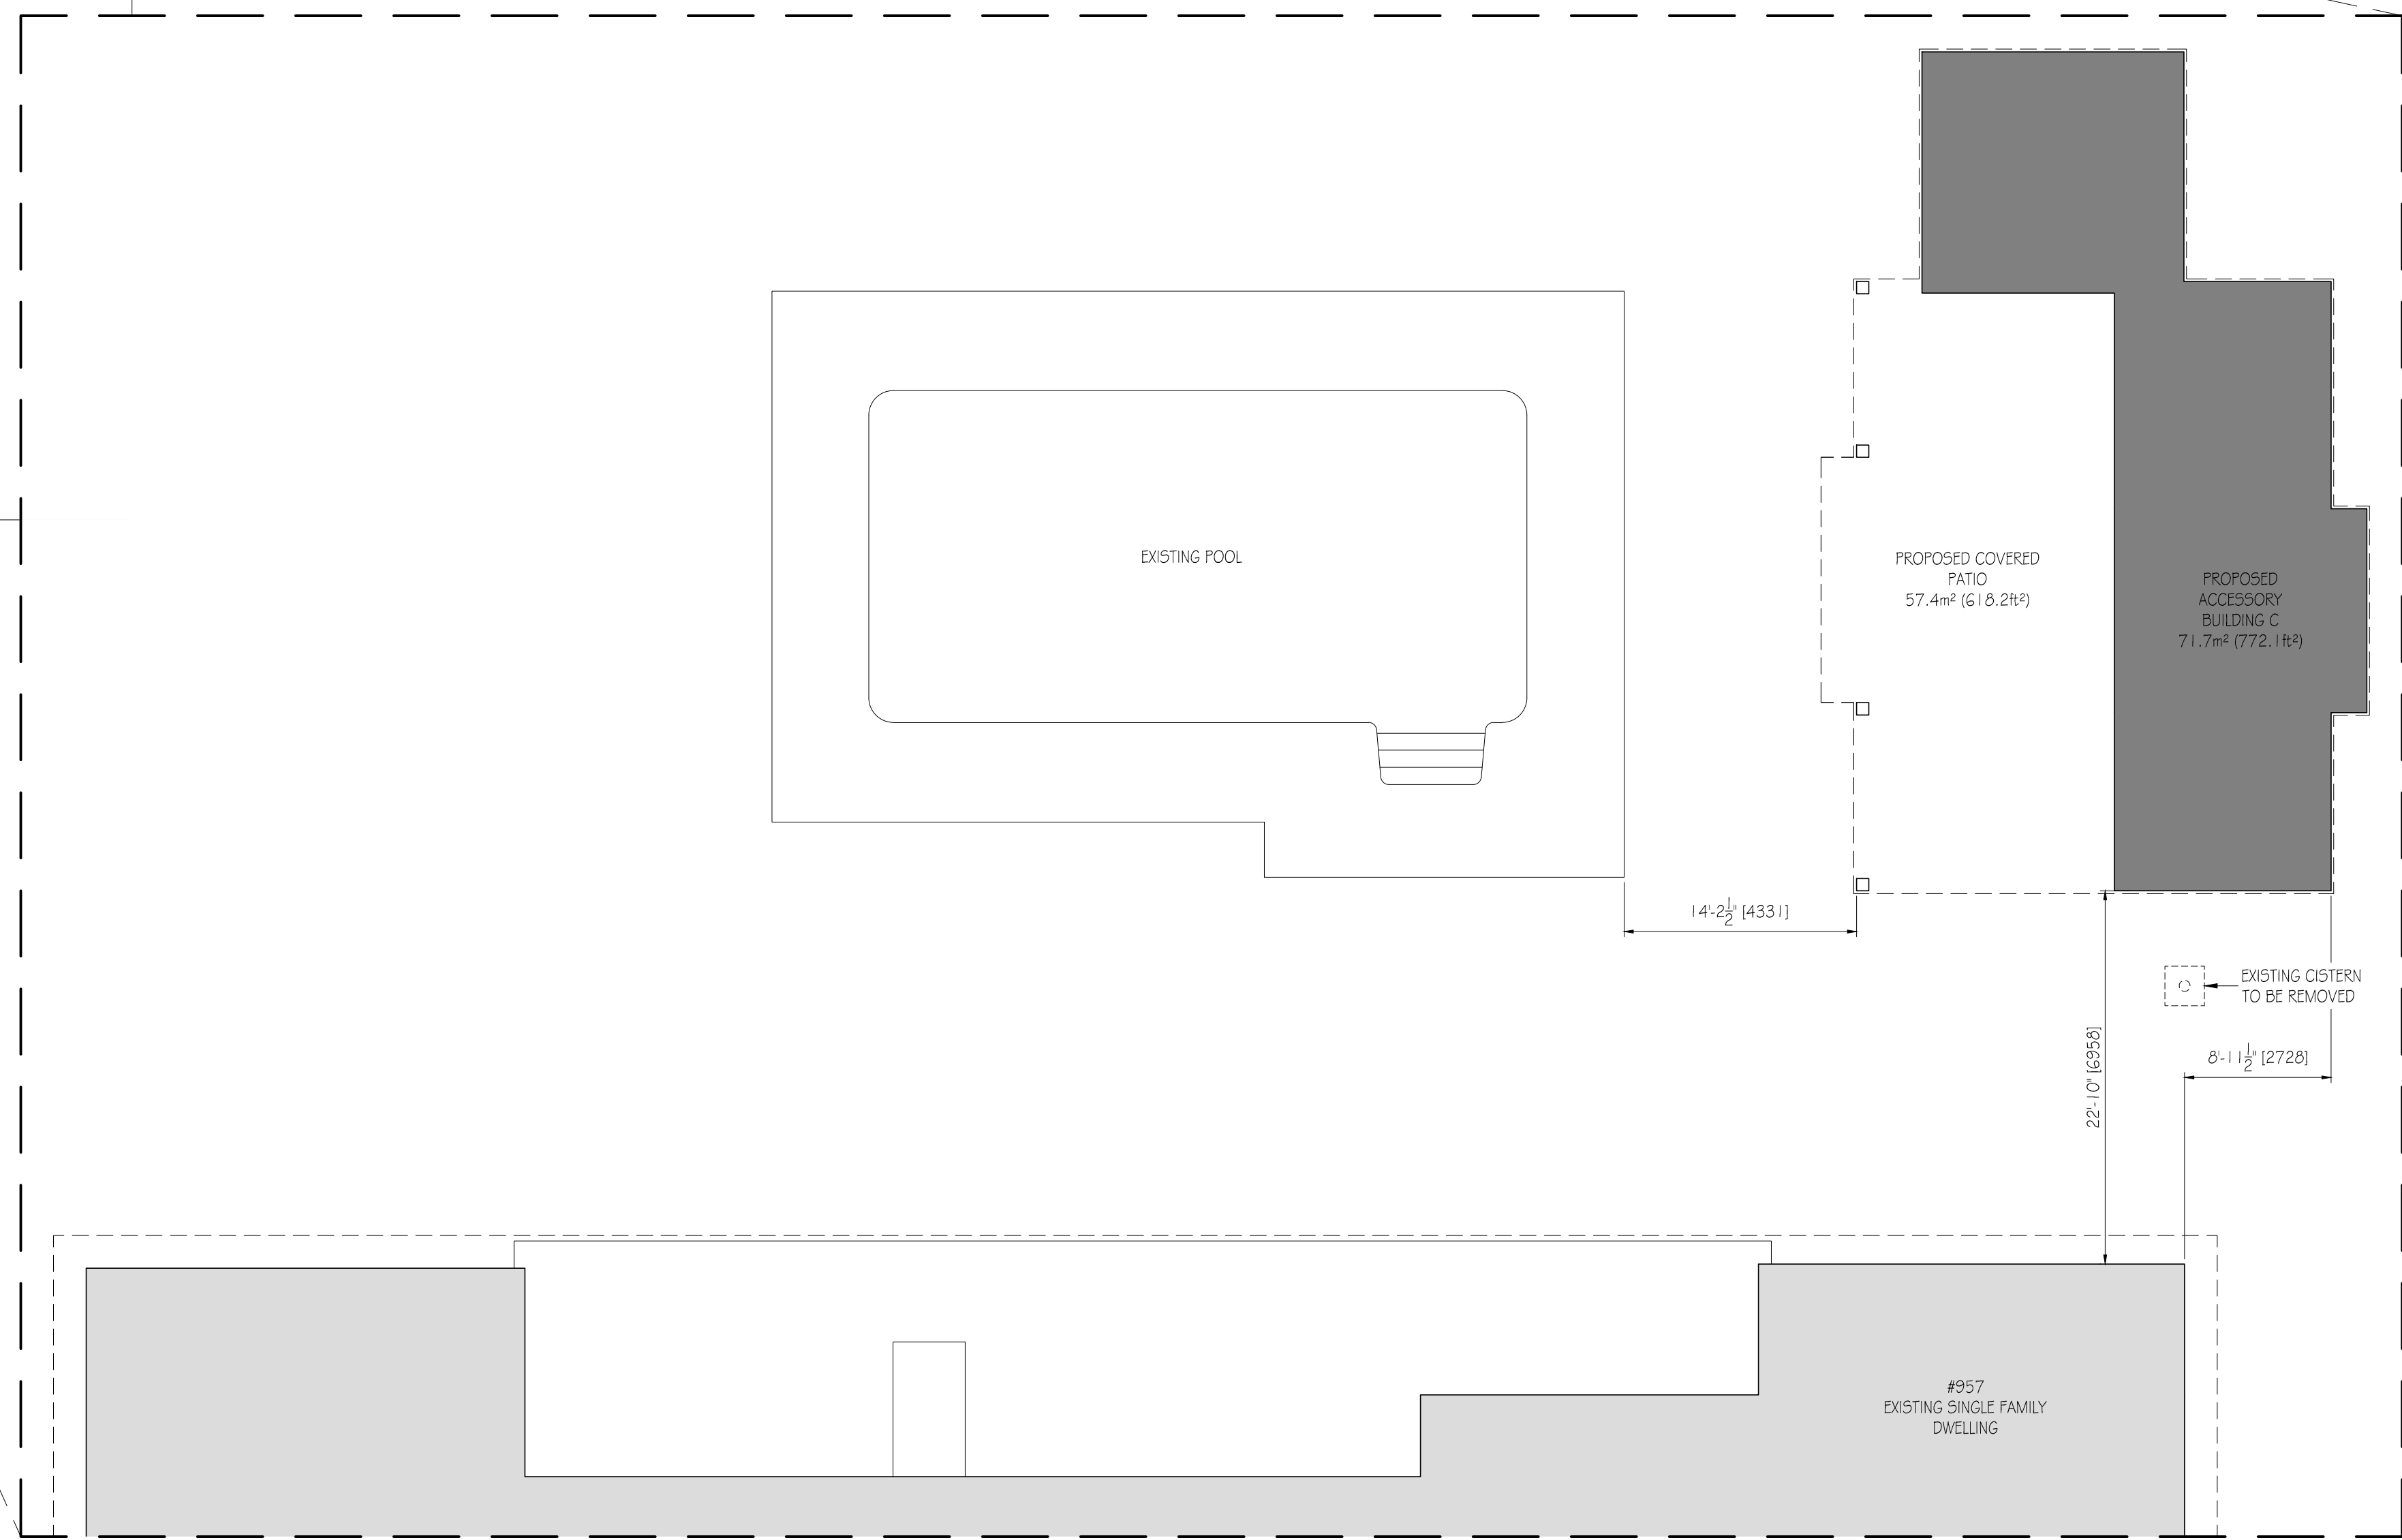 EXISTING POOL
PROPOSED COVERED
PATIO
57.4m² (618.2ft²)
PROPOSED
ACCESSORY
BUILDING C
71.7m² (772.1ft²)
14'-2½" [4331]
EXISTING CISTERN
TO BE REMOVED
22'-10" [6958]
8'-11½" [2728]
#957
EXISTING SINGLE FAMILY
DWELLING